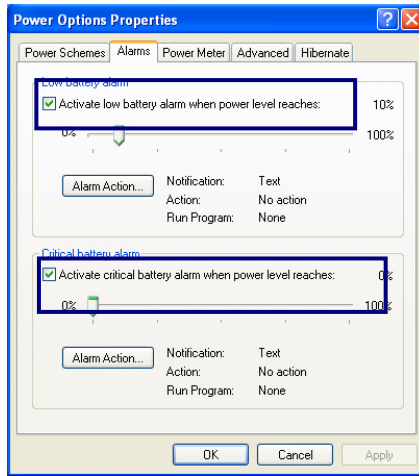 Power Options Properties
Power Schemes Alarms Power Meter Advanced Hibernate
Low battery alarm
Activate low battery alarm when power level reaches: 10%
0% 100%
Alarm Action... Notification: Text
Action: No action
Run Program: None
Critical battery alarm
Activate critical battery alarm when power level reaches: 0%
0% 100%
Alarm Action... Notification: Text
Action: No action
Run Program: None
OK Cancel Apply